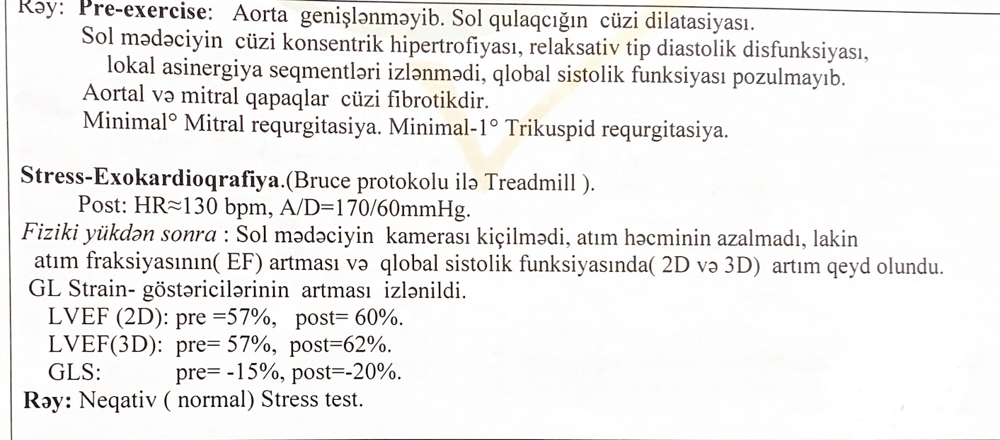 Rəy: Pre-exercise: Aorta genişlənməyib. Sol qulaqcığın cüzi dilatasiyası.
Sol mədəciyin cüzi konsentrik hipertrofiyası, relaksativ tip diastolik disfunksiyası,
lokal asinergiya seqmentləri izlənmədi, qlobal sistolik funksiyası pozulmayıb.
Aortal və mitral qapaqlar cüzi fibrotikdir.
Minimal° Mitral requrgitasiya. Minimal-1° Trikuspid requrgitasiya.
Stress-Exokardioqrafiya.(Bruce protokolu ilə Treadmill ).
Post: HR≈130 bpm, A/D=170/60mmHg.
Fiziki yükdən sonra : Sol mədəciyin kamerası kiçilmədi, atım həcminin azalmadı, lakin
atım fraksiyasının( EF) artması və qlobal sistolik funksiyasında( 2D və 3D) artım qeyd olundu.
GL Strain- göstəricilərinin artması izlənildi.
LVEF (2D): pre =57%, post= 60%.
LVEF(3D): pre= 57%, post=62%.
GLS: pre= -15%, post=-20%.
Rəy: Neqativ ( normal) Stress test.